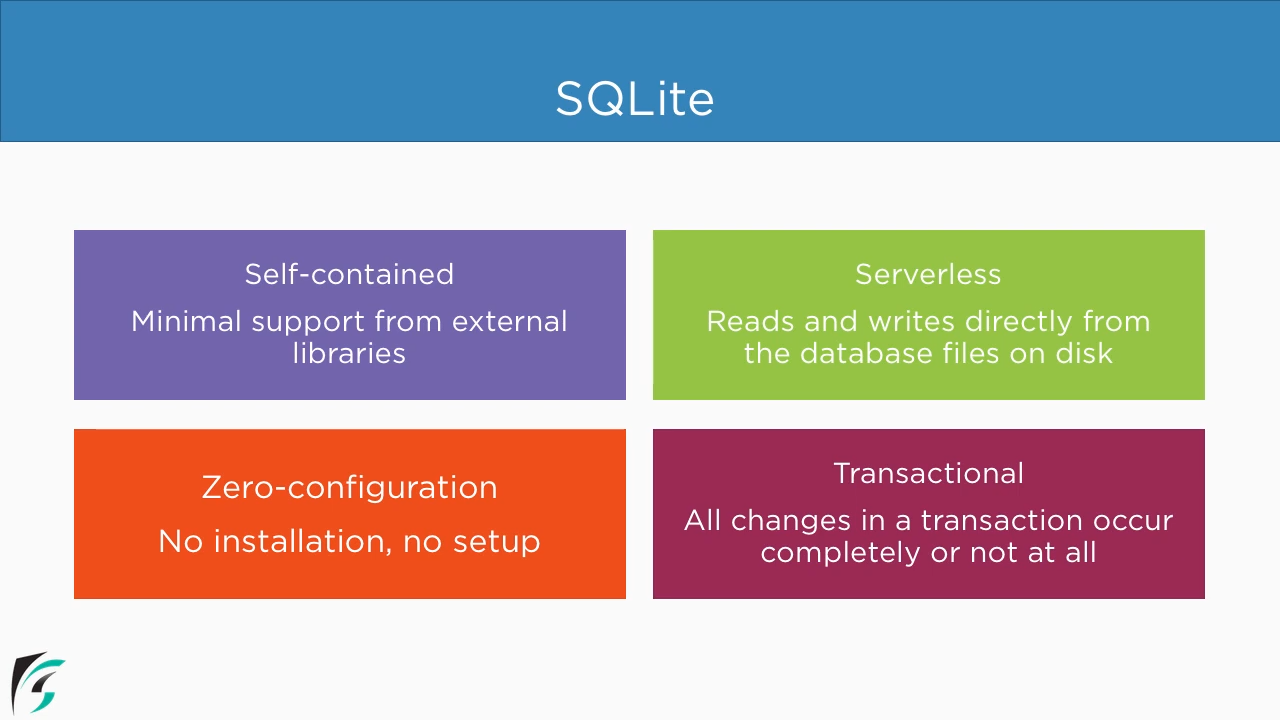 SQLite
Self-contained
Minimal support from external
libraries
Serverless
Reads and writes directly from
the database files on disk
Zero-configuration
No installation, no setup
Transactional
All changes in a transaction occur
completely or not at all